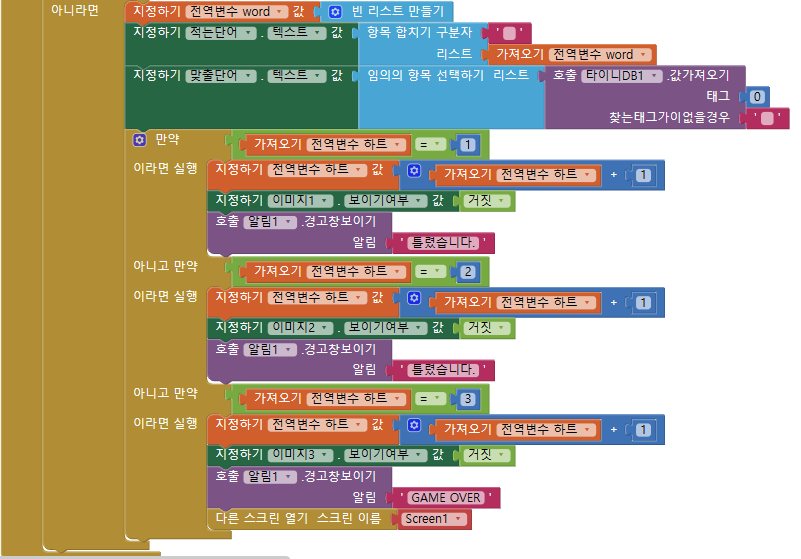 아니라면 지정하기 전역변수 word 값 빈 리스트 만들기
지정하기 적는단어 . 텍스트 값 항목 합치기 구분자 ' '
리스트 가져오기 전역변수 word
지정하기 맞출단어 . 텍스트 값 임의의 항목 선택하기 리스트 호출 타이니DB1 .값가져오기
태그 0
찾는태그가이없을경우 ' '
만약 가져오기 전역변수 하트 = 1
이라면 실행 지정하기 전역변수 하트 값 가져오기 전역변수 하트 + 1
지정하기 이미지1 . 보이기여부 값 거짓
호출 알림1 .경고창보이기
알림 ' 틀렸습니다. '
아니고 만약 가져오기 전역변수 하트 = 2
이라면 실행 지정하기 전역변수 하트 값 가져오기 전역변수 하트 + 1
지정하기 이미지2 . 보이기여부 값 거짓
호출 알림1 .경고창보이기
알림 ' 틀렸습니다. '
아니고 만약 가져오기 전역변수 하트 = 3
이라면 실행 지정하기 전역변수 하트 값 가져오기 전역변수 하트 + 1
지정하기 이미지3 . 보이기여부 값 거짓
호출 알림1 .경고창보이기
알림 ' GAME OVER '
다른 스크린 열기 스크린 이름 Screen1